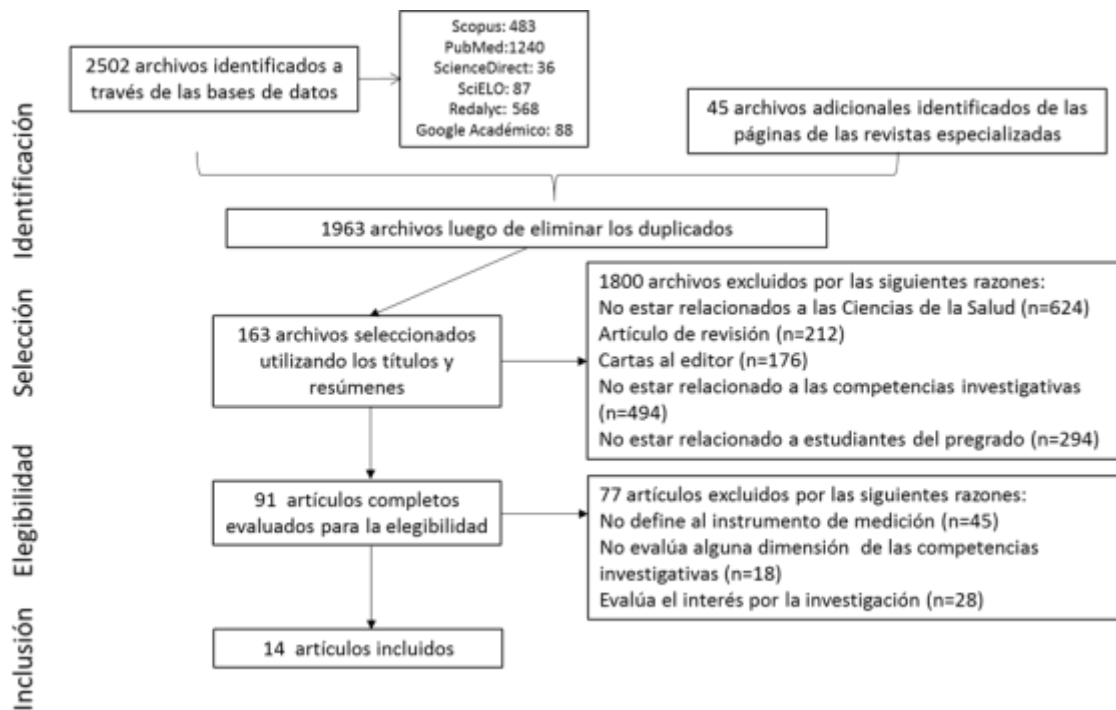 2502 archivos identificados a
través de las bases de datos
Scopus: 483
PubMed:1240
ScienceDirect: 36
SciELO: 87
Redalyc: 568
Google Académico: 88
45 archivos adicionales identificados de las
páginas de las revistas especializadas
Identificación
1963 archivos luego de eliminar los duplicados
Selección
163 archivos seleccionados
utilizando los títulos y
resúmenes
1800 archivos excluidos por las siguientes razones:
No estar relacionados a las Ciencias de la Salud (n=624)
Artículo de revisión (n=212)
Cartas al editor (n=176)
No estar relacionado a las competencias investigativas
(n=494)
No estar relacionado a estudiantes del pregrado (n=294)
Elegibilidad
91 artículos completos
evaluados para la elegibilidad
77 artículos excluidos por las siguientes razones:
No define al instrumento de medición (n=45)
No evalúa alguna dimensión de las competencias
investigativas (n=18)
Evalúa el interés por la investigación (n=28)
Inclusión
14 artículos incluidos